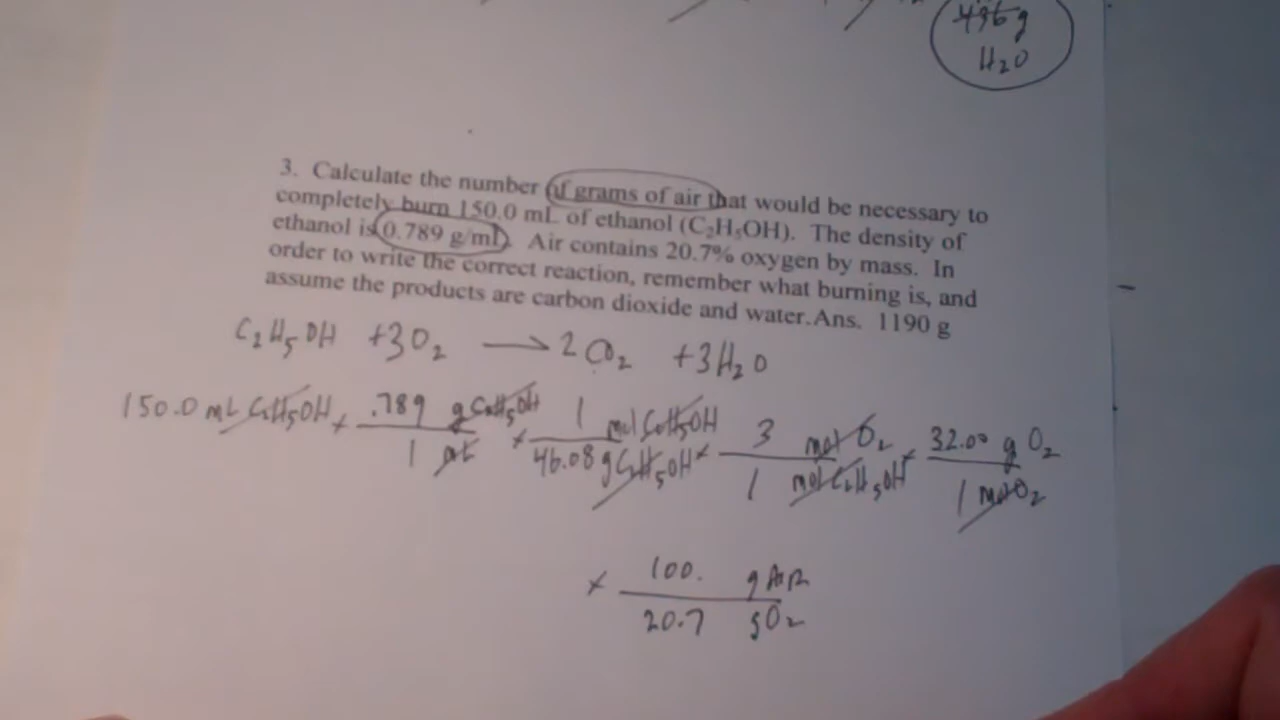 496g
H₂O
3. Calculate the number of grams of air that would be necessary to
completely burn 150.0 mL of ethanol (C₂H₅OH). The density of
ethanol is 0.789 g/ml. Air contains 20.7% oxygen by mass. In
order to write the correct reaction, remember what burning is, and
assume the products are carbon dioxide and water.Ans. 1190 g
C₂H₅OH +3O₂ → 2CO₂ +3H₂O
150.0 mL C₂H₅OH x .789 g C₂H₅OH / 1 mL x 1 mol C₂H₅OH / 46.08 g C₂H₅OH x 3 mol O₂ / 1 mol C₂H₅OH x 32.00 g O₂ / 1 mol O₂
x 100. g AIR / 20.7 g O₂